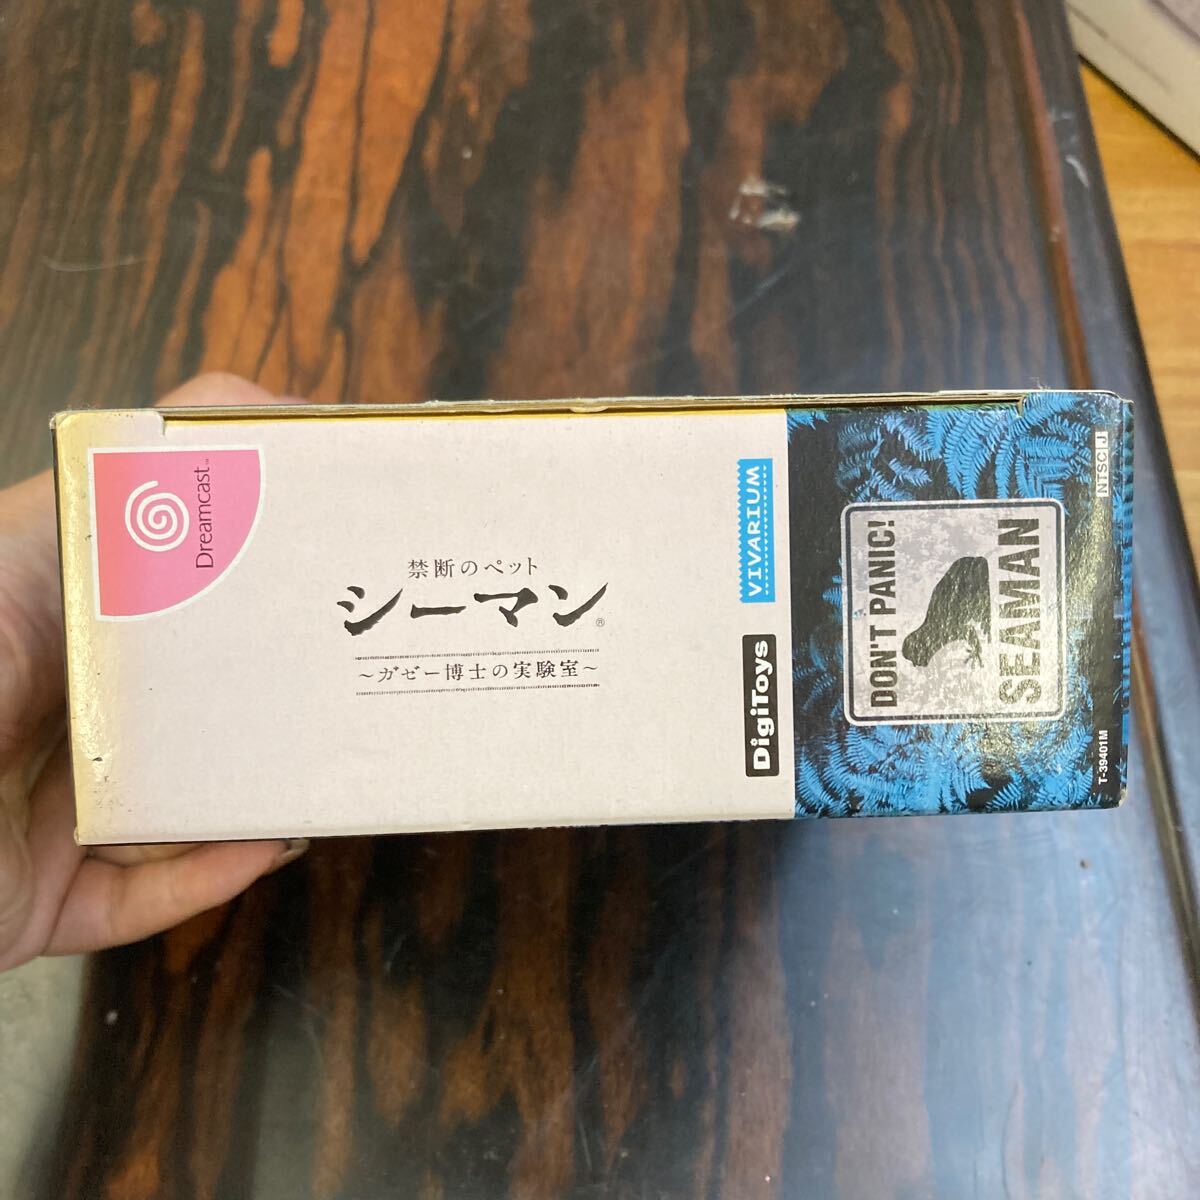 Dreamcast™
禁断のペット
シーマン®
～ガゼー博士の実験室～
VIVARIUM
DigiToys
DON'T PANIC!
SEAMAN
NTSC J
T-39401M